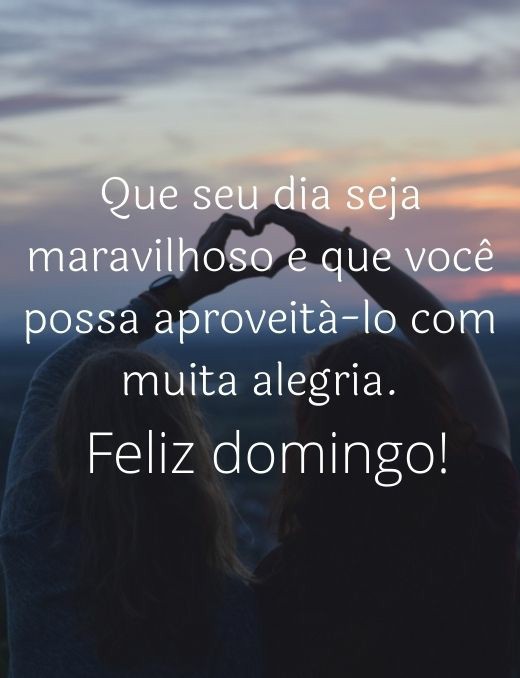 Que seu dia seja
maravilhoso e que você
possa aproveità-lo com
muita alegria.
Feliz domingo!